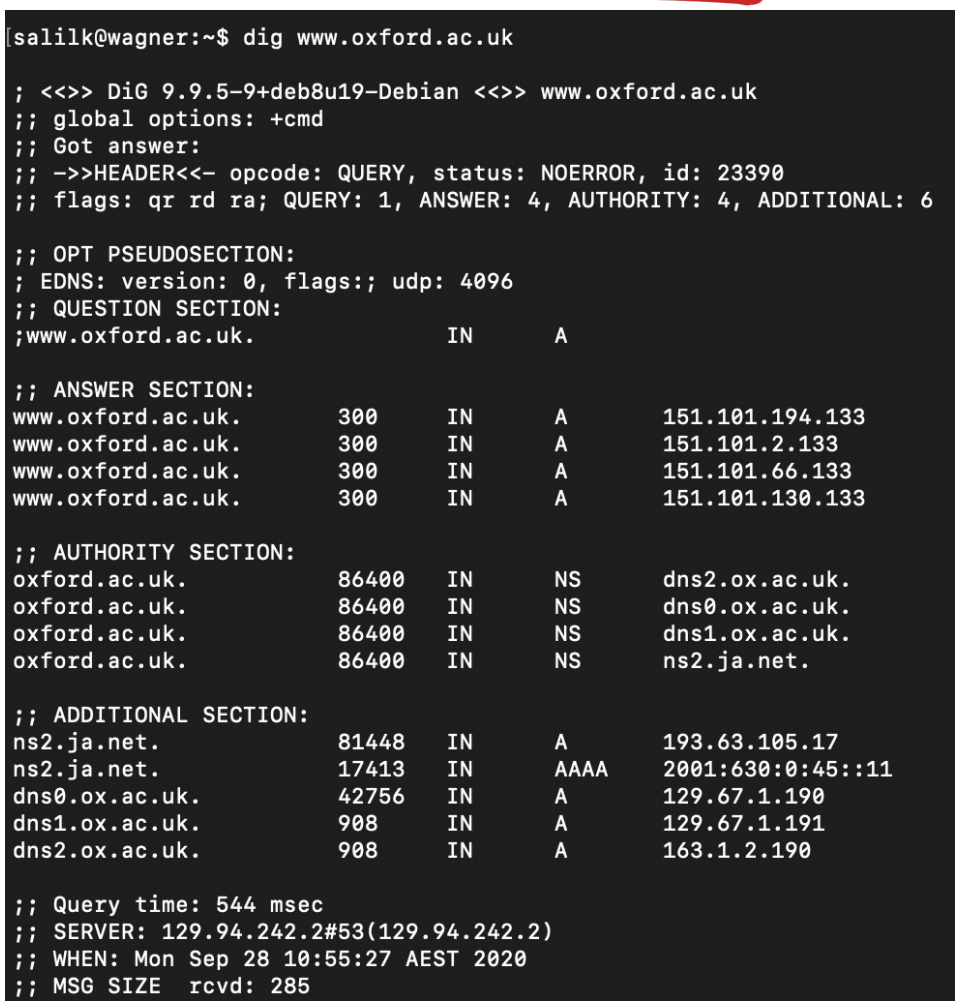 [salilk@wagner:~$ dig www.oxford.ac.uk
; <<>> DiG 9.9.5-9+deb8u19-Debian <<>> www.oxford.ac.uk
;; global options: +cmd
;; Got answer:
;; ->>HEADER<<- opcode: QUERY, status: NOERROR, id: 23390
;; flags: qr rd ra; QUERY: 1, ANSWER: 4, AUTHORITY: 4, ADDITIONAL: 6
;; OPT PSEUDOSECTION:
; EDNS: version: 0, flags:; udp: 4096
;; QUESTION SECTION:
;www.oxford.ac.uk. IN A
;; ANSWER SECTION:
www.oxford.ac.uk. 300 IN A 151.101.194.133
www.oxford.ac.uk. 300 IN A 151.101.2.133
www.oxford.ac.uk. 300 IN A 151.101.66.133
www.oxford.ac.uk. 300 IN A 151.101.130.133
;; AUTHORITY SECTION:
oxford.ac.uk. 86400 IN NS dns2.ox.ac.uk.
oxford.ac.uk. 86400 IN NS dns0.ox.ac.uk.
oxford.ac.uk. 86400 IN NS dns1.ox.ac.uk.
oxford.ac.uk. 86400 IN NS ns2.ja.net.
;; ADDITIONAL SECTION:
ns2.ja.net. 81448 IN A 193.63.105.17
ns2.ja.net. 17413 IN AAAA 2001:630:0:45::11
dns0.ox.ac.uk. 42756 IN A 129.67.1.190
dns1.ox.ac.uk. 908 IN A 129.67.1.191
dns2.ox.ac.uk. 908 IN A 163.1.2.190
;; Query time: 544 msec
;; SERVER: 129.94.242.2#53(129.94.242.2)
;; WHEN: Mon Sep 28 10:55:27 AEST 2020
;; MSG SIZE rcvd: 285